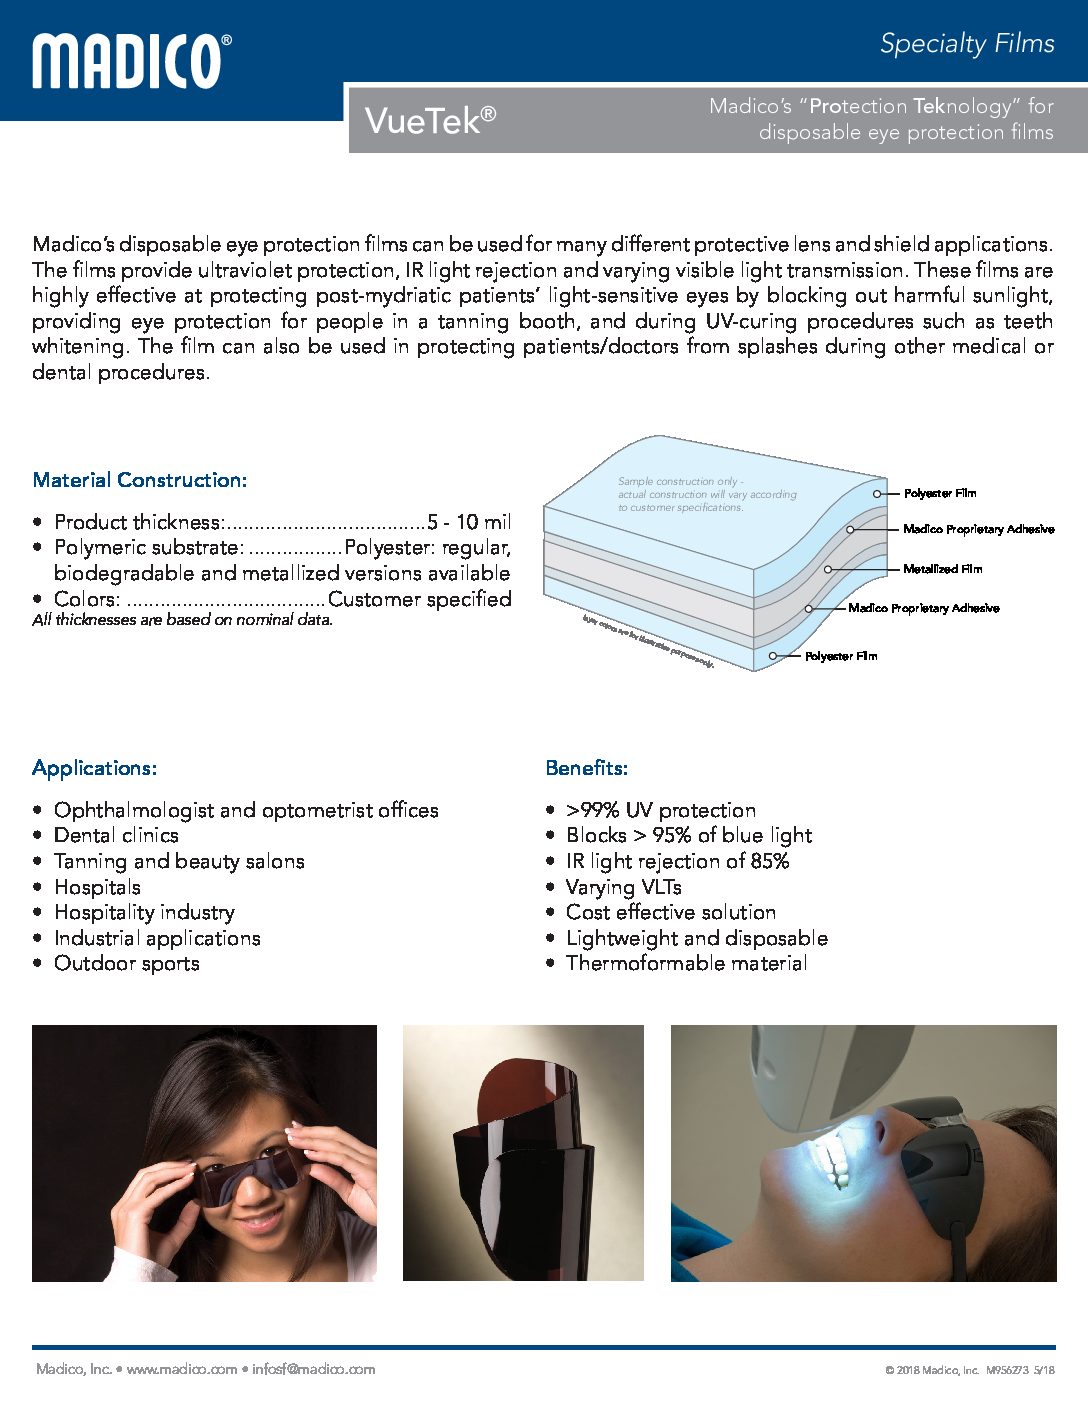 MADICO®
Specialty Films
VueTek®
Madico's "Protection Teknology" for
disposable eye protection films
Madico's disposable eye protection films can be used for many different protective lens and shield applications.
The films provide ultraviolet protection, IR light rejection and varying visible light transmission. These films are
highly effective at protecting post-mydriatic patients' light-sensitive eyes by blocking out harmful sunlight,
providing eye protection for people in a tanning booth, and during UV-curing procedures such as teeth
whitening. The film can also be used in protecting patients/doctors from splashes during other medical or
dental procedures.
Material Construction:
• Product thickness:....................................5 - 10 mil
• Polymeric substrate: .................Polyester: regular,
biodegradable and metallized versions available
• Colors: ....................................Customer specified
All thicknesses are based on nominal data.
Sample construction only -
actual construction will vary according
to customer specifications.
Polyester Film
Madico Proprietary Adhesive
Metallized Film
Madico Proprietary Adhesive
Polyester Film
layer colors are for illustrative purposes only.
Applications:
• Ophthalmologist and optometrist offices
• Dental clinics
• Tanning and beauty salons
• Hospitals
• Hospitality industry
• Industrial applications
• Outdoor sports
Benefits:
• >99% UV protection
• Blocks > 95% of blue light
• IR light rejection of 85%
• Varying VLTs
• Cost effective solution
• Lightweight and disposable
• Thermoformable material
Madico, Inc. • www.madico.com • infosf@madico.com
© 2018 Madico, Inc. M956273 5/18